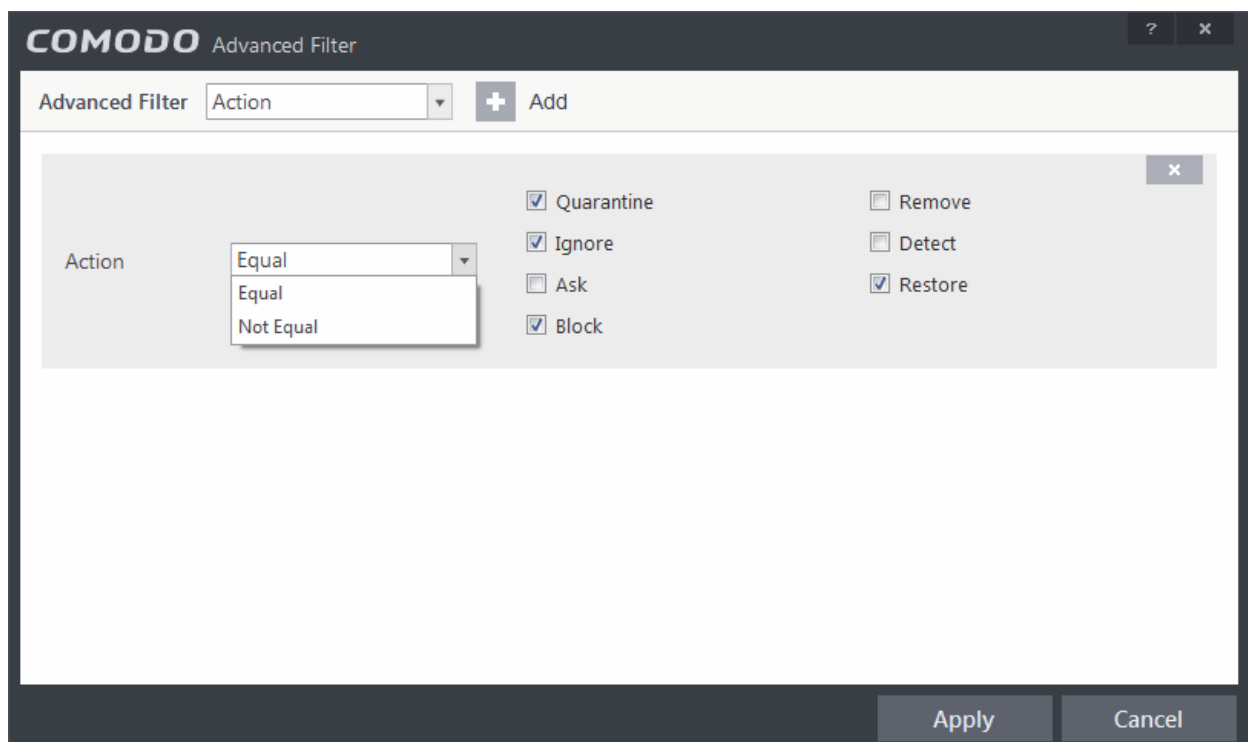 COMODO Advanced Filter ? ×
Advanced Filter Action Add
Quarantine Remove
Ignore Detect
Action Equal
Ask Restore
Equal
Not Equal Block
Apply Cancel